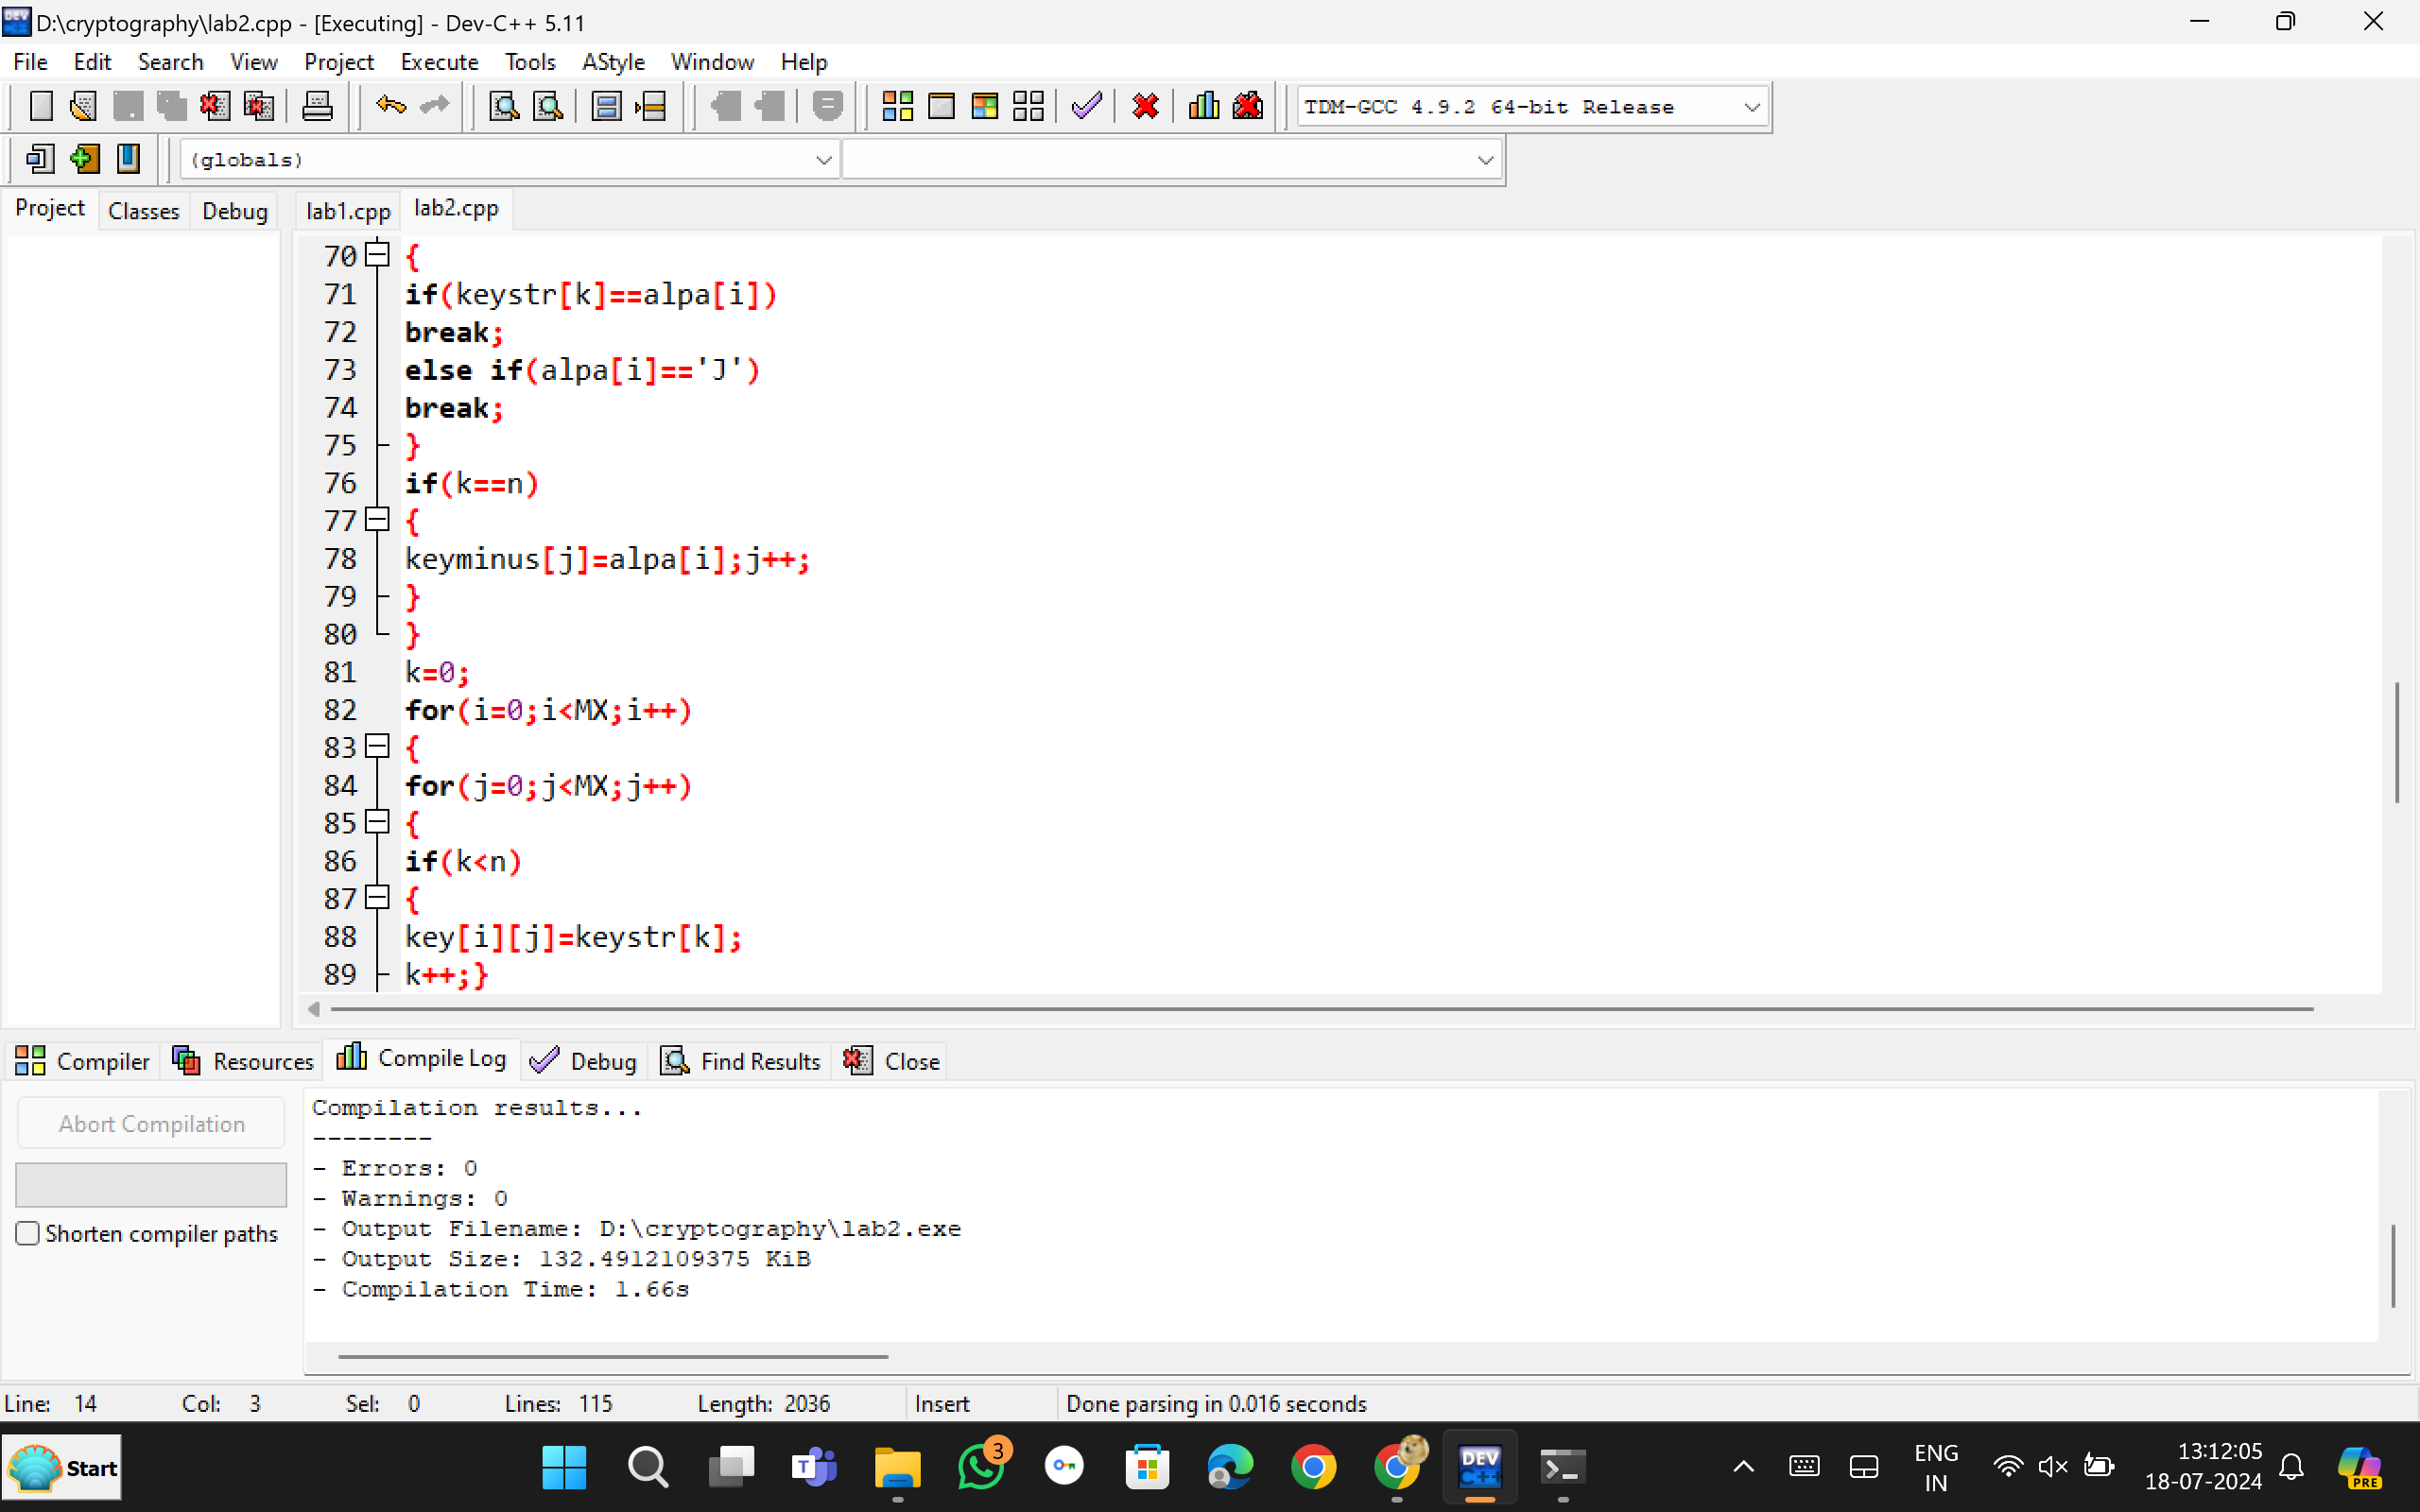 D:\cryptography\lab2.cpp - [Executing] - Dev-C++ 5.11
File Edit Search View Project Execute Tools AStyle Window Help
TDM-GCC 4.9.2 64-bit Release
(globals)
Project Classes Debug lab1.cpp lab2.cpp
70 {
71 if(keystr[k]==alpa[i])
72 break;
73 else if(alpa[i]=='J')
74 break;
75 }
76 if(k==n)
77 {
78 keyminus[j]=alpa[i];j++;
79 }
80 }
81 k=0;
82 for(i=0;i<MX;i++)
83 {
84 for(j=0;j<MX;j++)
85 {
86 if(k<n)
87 {
88 key[i][j]=keystr[k];
89 k++;}
Compiler Resources Compile Log Debug Find Results Close
Abort Compilation
Shorten compiler paths
Compilation results...
--------
- Errors: 0
- Warnings: 0
- Output Filename: D:\cryptography\lab2.exe
- Output Size: 132.4912109375 KiB
- Compilation Time: 1.66s
Line: 14 Col: 3 Sel: 0 Lines: 115 Length: 2036 Insert Done parsing in 0.016 seconds
Start
3
DEV
C++
ENG
IN
13:12:05
18-07-2024
PRE